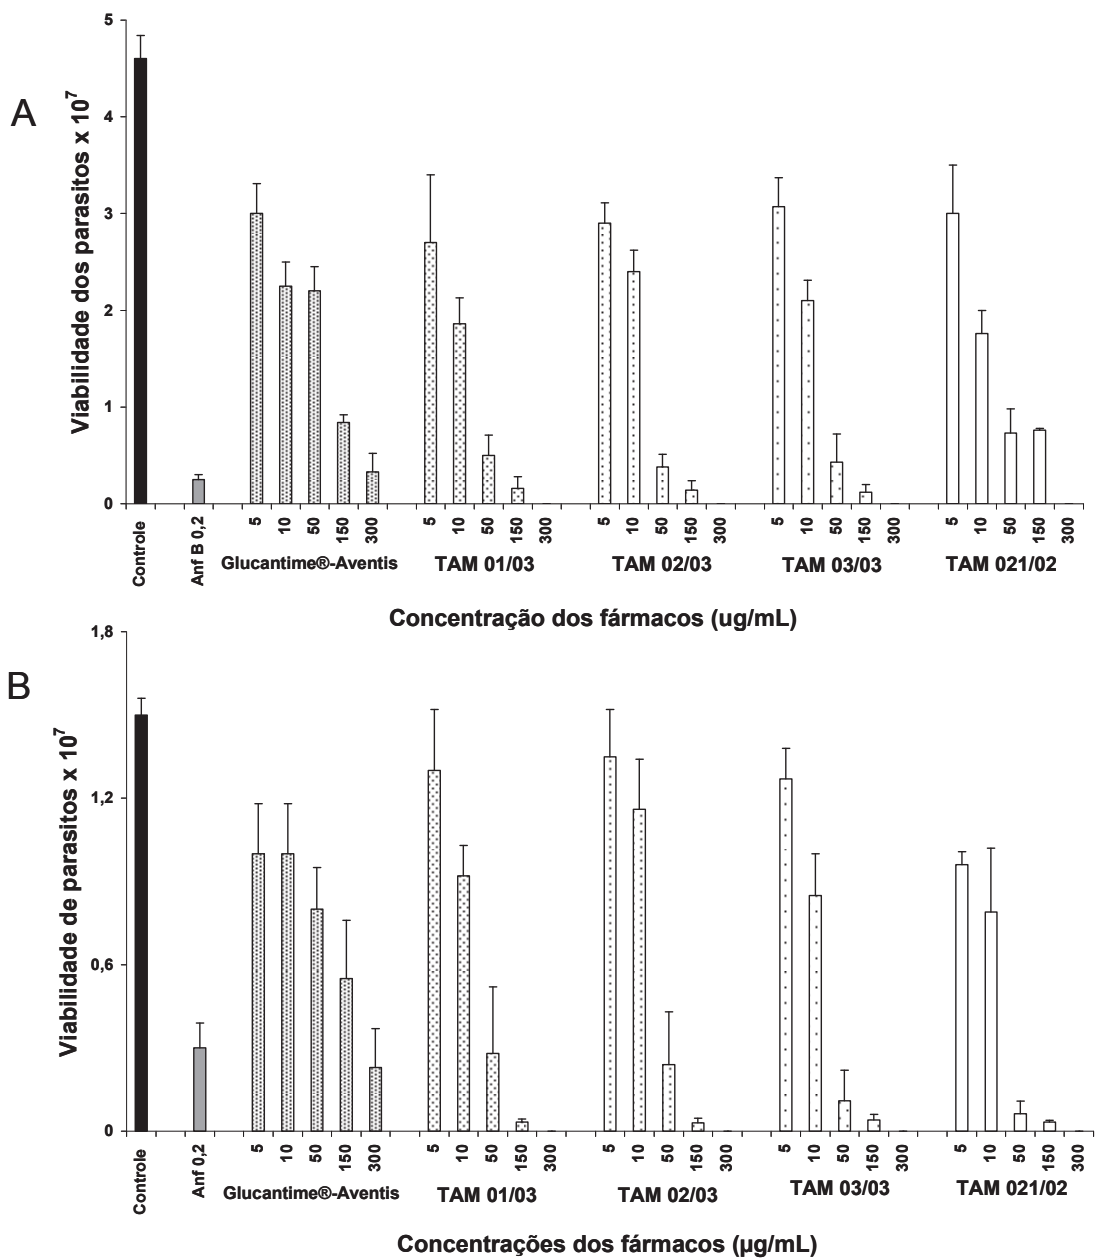 A
Viabilidade dos parasitos x 10⁷
5
4
3
2
1
0
Controle
Anf B 0,2
5 10 50 150 300
5 10 50 150 300
5 10 50 150 300
5 10 50 150 300
5 10 50 150 300
Glucantime®-Aventis
TAM 01/03
TAM 02/03
TAM 03/03
TAM 021/02
Concentração dos fármacos (ug/mL)
B
Viabilidade de parasitos x 10⁷
1,8
1,2
0,6
0
Controle
Anf 0,2
5 10 50 150 300
5 10 50 150 300
5 10 50 150 300
5 10 50 150 300
5 10 50 150 300
Glucantime®-Aventis
TAM 01/03
TAM 02/03
TAM 03/03
TAM 021/02
Concentrações dos fármacos (µg/mL)